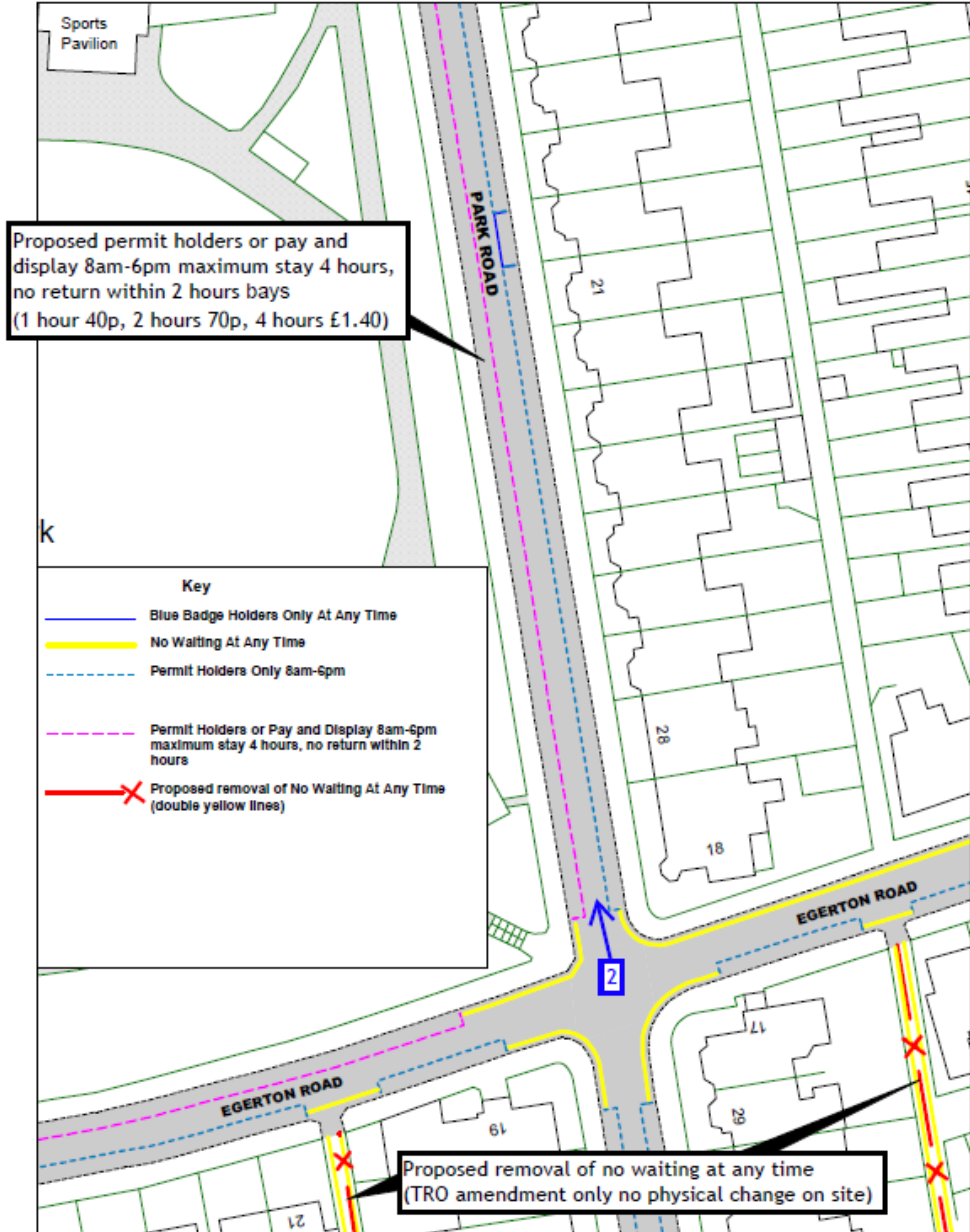 Sports
Pavilion
PARK ROAD
Proposed permit holders or pay and
display 8am-6pm maximum stay 4 hours,
no return within 2 hours bays
(1 hour 40p, 2 hours 70p, 4 hours £1.40)
21
k
Key
Blue Badge Holders Only At Any Time
No Waiting At Any Time
Permit Holders Only 8am-6pm
Permit Holders or Pay and Display 8am-6pm
maximum stay 4 hours, no return within 2
hours
Proposed removal of No Waiting At Any Time
(double yellow lines)
28
18
EGERTON ROAD
2
17
EGERTON ROAD
19
29
Proposed removal of no waiting at any time
(TRO amendment only no physical change on site)
21